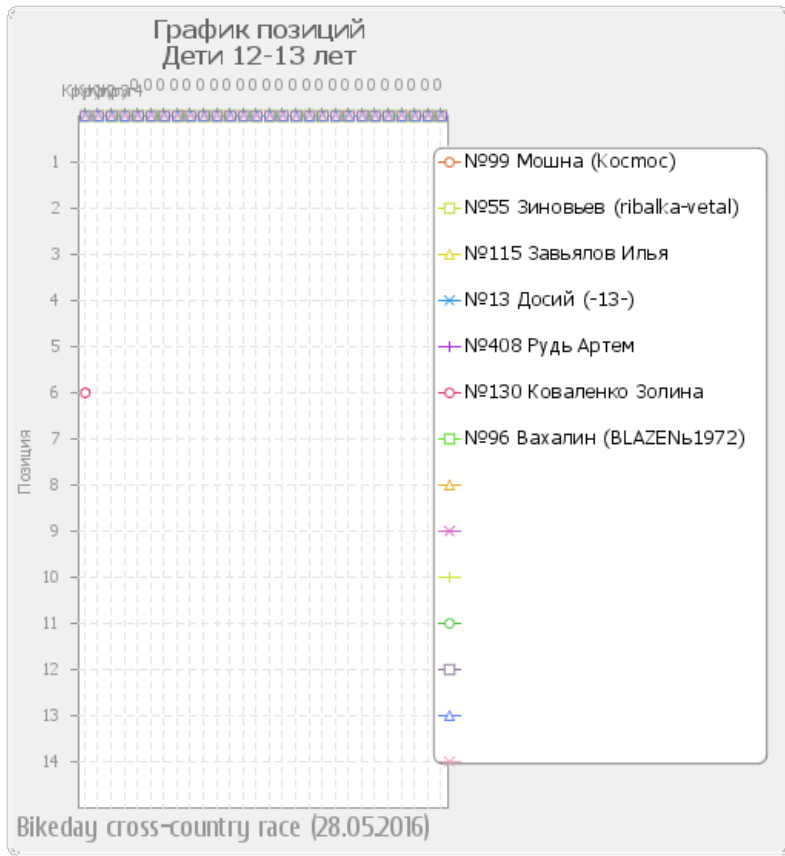 График позиций
Дети 12-13 лет
0 0 0 0 0 0 0 0 0 0 0 0 0 0 0 0 0 0 0 0 0 0 0 0
1
№99 Мошна (Космос)
2
№55 Зиновьев (ribalka-vetal)
3
№115 Завьялов Илья
4
№13 Досий (-13-)
5
№408 Рудь Артем
6
№130 Коваленко Золина
7
№96 Вахалин (BLAZENь1972)
Позиция
8
9
10
11
12
13
14
Bikeday cross-country race (28.05.2016)